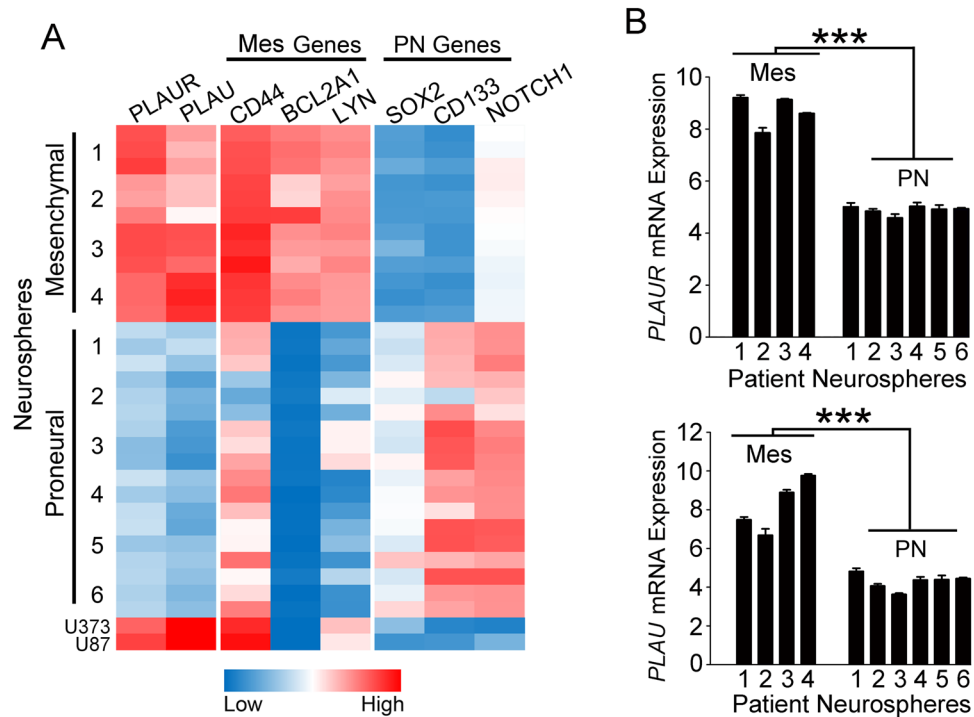 A
Mes Genes
PN Genes
PLAUR PLAU CD44 BCL2A1 LYN SOX2 CD133 NOTCH1
Neurospheres
Mesenchymal
1
2
3
4
Proneural
1
2
3
4
5
6
U373
U87
Low High
B
***
Mes
PN
PLAUR mRNA Expression
10
8
6
4
2
0
1 2 3 4 1 2 3 4 5 6
Patient Neurospheres
***
Mes
PN
PLAU mRNA Expression
12
10
8
6
4
2
0
1 2 3 4 1 2 3 4 5 6
Patient Neurospheres